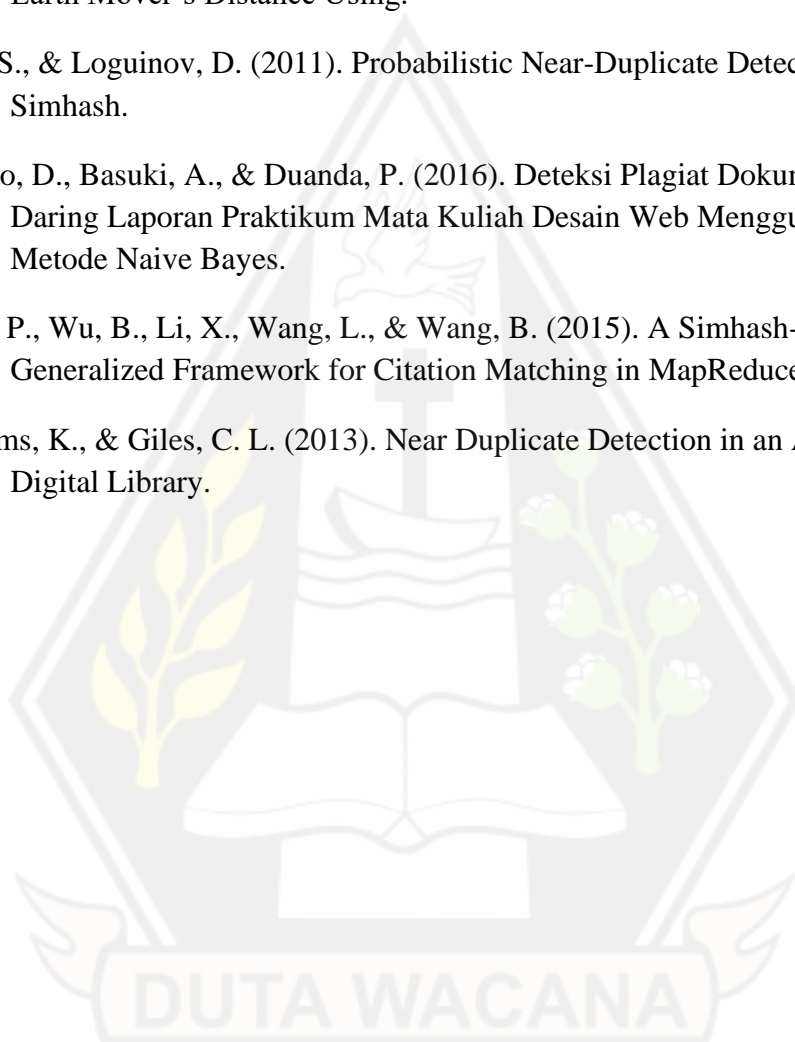 Earth Mover's Distance Using.
S., & Loguinov, D. (2011). Probabilistic Near-Duplicate Detec
Simhash.
o, D., Basuki, A., & Duanda, P. (2016). Deteksi Plagiat Dokun
Daring Laporan Praktikum Mata Kuliah Desain Web Menggu
Metode Naive Bayes.
P., Wu, B., Li, X., Wang, L., & Wang, B. (2015). A Simhash-
Generalized Framework for Citation Matching in MapReduce
ms, K., & Giles, C. L. (2013). Near Duplicate Detection in an A
Digital Library.
DUTA WACANA